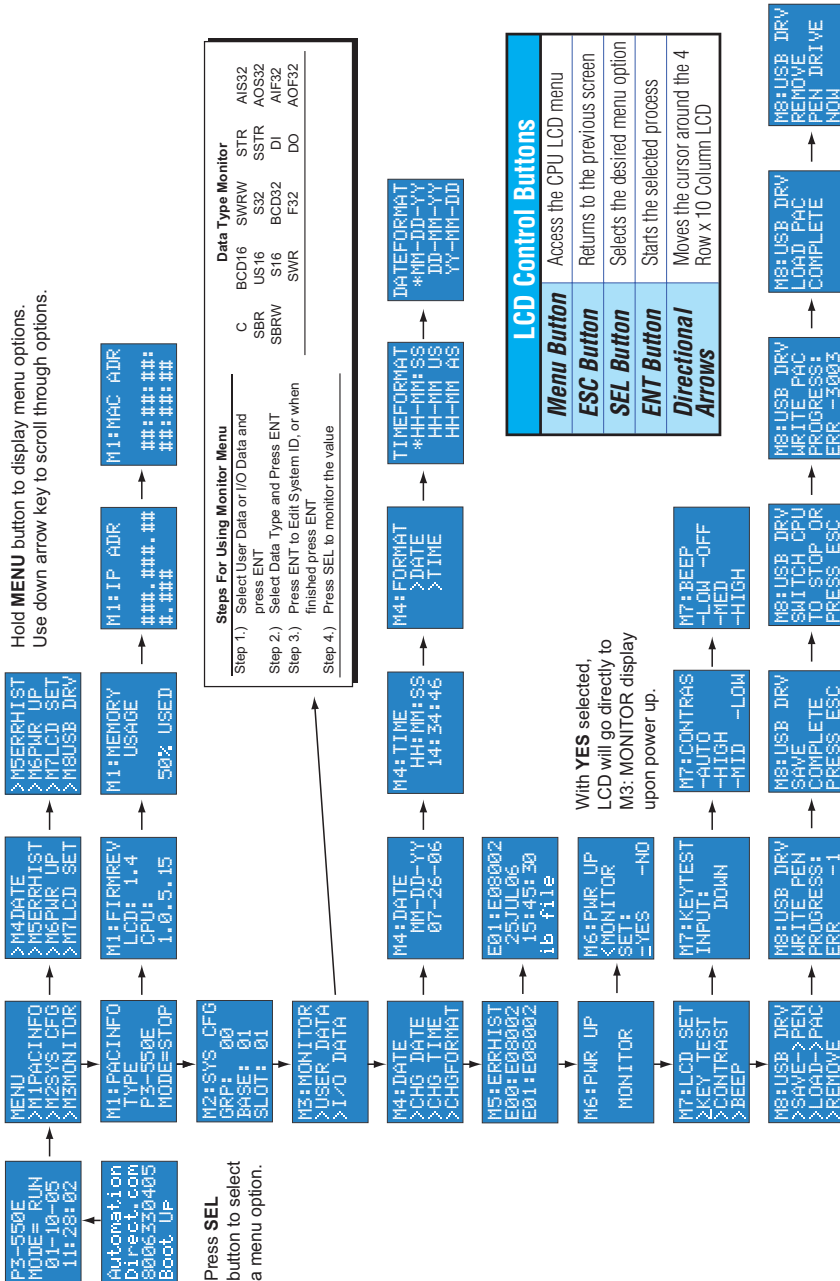 Hold MENU button to display menu options.
Use down arrow key to scroll through options.
P3-550E
MODE= RUN
01-10-05
11:28:02
MENU
>M1PACINFO
>M2SYS CFG
>M3MONITOR
>M4DATE
>M5ERRHIST
>M6PWR UP
>M7LCD SET
>M5ERRHIST
>M6PWR UP
>M7LCD SET
>M8USB DRV
Automation
Direct.com
8006330405
Boot Up
M1:PACINFO
TYPE
P3-550E
MODE=STOP
M1:FIRMREV
LCD: 1.4
CPU:
1.0.5.15
M1:MEMORY
USAGE
50% USED
M1:IP ADR
###.###.##
#.###
M1:MAC ADR
##:##:##:
##:##:##
Press SEL
button to select
a menu option.
M2:SYS CFG
GRP: 00
BASE: 01
SLOT: 01
M3:MONITOR
>USER DATA
>I/O DATA
Steps For Using Monitor Menu
Step 1.) Select User Data or I/O Data and
press ENT
Step 2.) Select Data Type and Press ENT
Step 3.) Press ENT to Edit System ID, or when
finished press ENT
Step 4.) Press SEL to monitor the value
Data Type Monitor
C BCD16 SWRW STR AIS32
SBR US16 S32 SSTR AOS32
SBRW S16 BCD32 DI AIF32
SWR F32 DO AOF32
M4:DATE
>CHG DATE
>CHG TIME
>CHGFORMAT
M4:DATE
MM-DD-YY
07-26-06
M4:TIME
HH:MM:SS
14:34:46
M4:FORMAT
>DATE
>TIME
TIMEFORMAT
*HH-MM:SS
HH-MM US
HH-MM AS
DATEFORMAT
*MM-DD-YY
DD-MM-YY
YY-MM-DD
M5:ERRHIST
E00:E08002
E01:E08002
E01:E08002
25JUL06
15:45:30
ib file
M6:PWR UP
MONITOR
M6:PWR UP
<MONITOR
SET:
-YES -NO
With YES selected,
LCD will go directly to
M3: MONITOR display
upon power up.
M7:LCD SET
>KEY TEST
>CONTRAST
>BEEP
M7:KEYTEST
INPUT:
DOWN
M7:CONTRAS
-AUTO
-HIGH
-MID -LOW
M7:BEEP
-LOW -OFF
-MED
-HIGH
LCD Control Buttons
Menu Button Access the CPU LCD menu
ESC Button Returns to the previous screen
SEL Button Selects the desired menu option
ENT Button Starts the selected process
Directional Moves the cursor around the 4
Arrows Row x 10 Column LCD
M8:USB DRV
>SAVE->PEN
>LOAD->PAC
>REMOVE
M8:USB DRV
WRITE PEN
PROGRESS:
ERR -1
M8:USB DRV
SAVE
COMPLETE
PRESS ESC
M8:USB DRV
SWITCH CPU
TO STOP OR
PRESS ESC
M8:USB DRV
WRITE PAC
PROGRESS:
ERR -3003
M8:USB DRV
LOAD PAC
COMPLETE
M8:USB DRV
REMOVE
PEN DRIVE
NOW